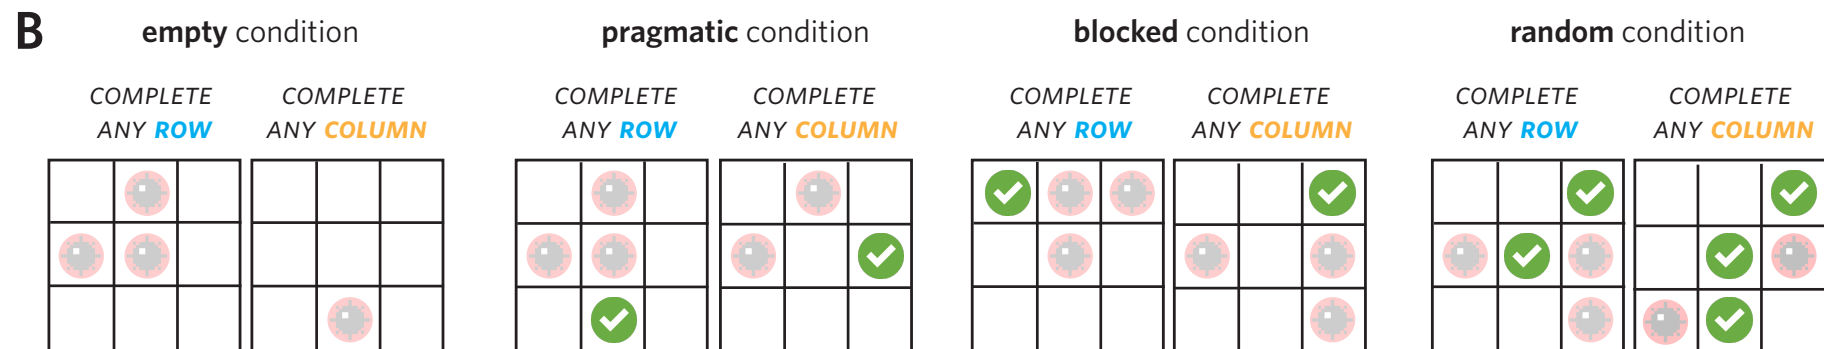 B
empty condition
pragmatic condition
blocked condition
random condition
COMPLETE
ANY ROW
COMPLETE
ANY COLUMN
COMPLETE
ANY ROW
COMPLETE
ANY COLUMN
COMPLETE
ANY ROW
COMPLETE
ANY COLUMN
COMPLETE
ANY ROW
COMPLETE
ANY COLUMN